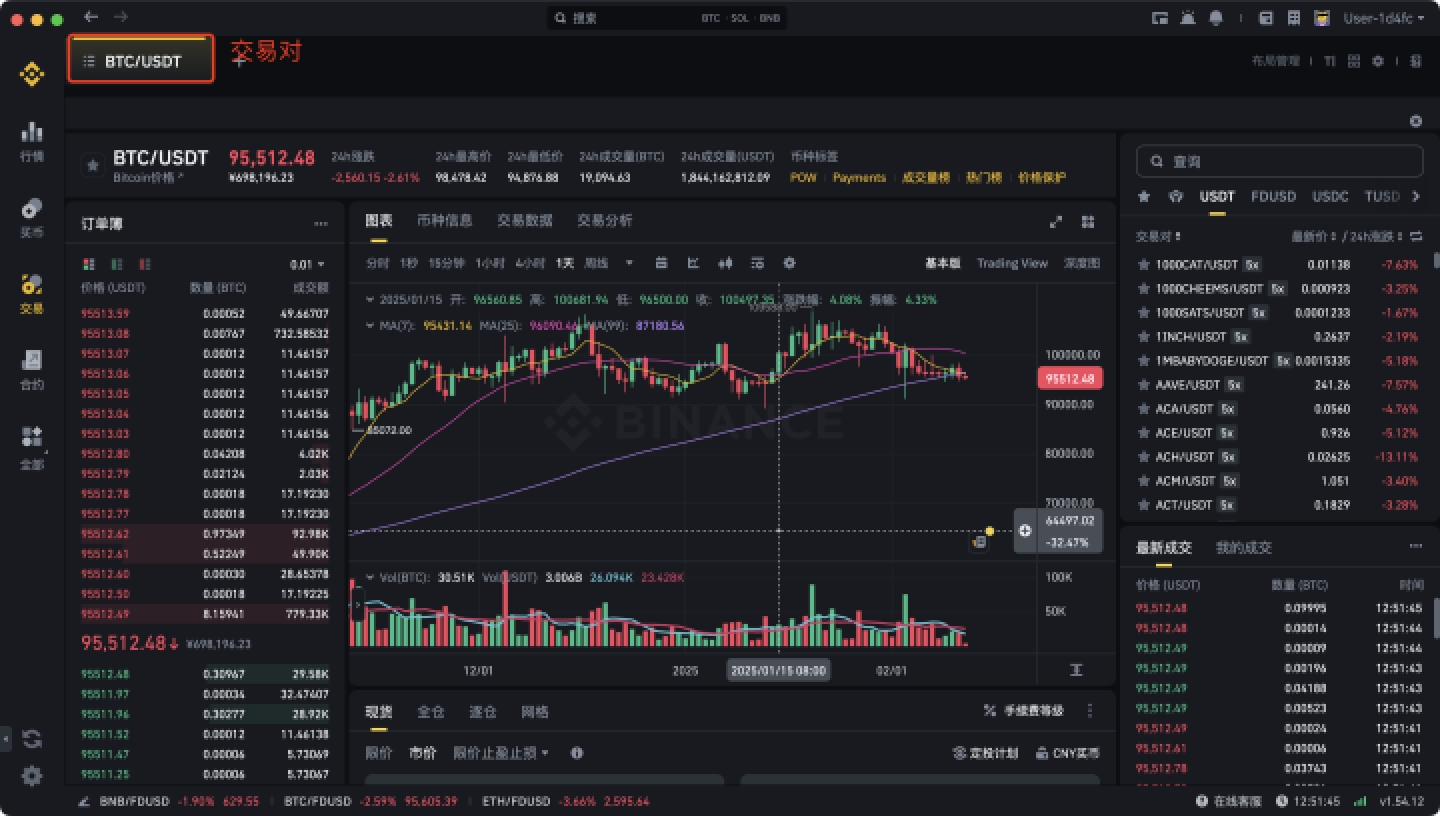 搜索 BTC · SOL · BNB User-1d4fc
BTC/USDT 交易对
布局管理
行情
买币
交易
合约
全部
BTC/USDT
Bitcoin价格
95,512.48
¥698,196.23
24h涨跌
-2,560.15 -2.61%
24h最高价
98,478.42
24h最低价
94,876.88
24h成交量(BTC)
19,094.63
24h成交量(USDT)
1,844,162,812.09
币种标签
POW Payments 成交量榜 热门榜 价格保护
订单簿
0.01
价格 (USDT) 数量 (BTC) 成交额
95513.59 0.00052 49.66707
95513.08 0.00767 732.58532
95513.07 0.00012 11.46157
95513.06 0.00012 11.46157
95513.05 0.00012 11.46157
95513.04 0.00012 11.46156
95513.03 0.00012 11.46156
95512.80 0.04208 4.02K
95512.79 0.02124 2.03K
95512.78 0.00018 17.19230
95512.77 0.00018 17.19230
95512.62 0.97349 92.98K
95512.61 0.52249 49.90K
95512.60 0.00030 28.65378
95512.50 0.00018 17.19225
95512.49 8.15941 779.33K
95,512.48↓ ¥698,196.23
95512.48 0.30967 29.58K
95511.97 0.00034 32.47407
95511.96 0.30277 28.92K
95511.52 0.00012 11.46138
95511.47 0.00006 5.73069
95511.25 0.00006 5.73067
图表 币种信息 交易数据 交易分析
分时 1秒 15分钟 1小时 4小时 1天 周线
基本版 Trading View 深度图
2025/01/15 开: 96560.85 高: 100681.94 低: 96500.00 收: 100497.35 涨跌幅: 4.08% 振幅: 4.33%
MA(7): 95431.14 MA(25): 96090.46 MA(99): 87180.56
100000.00
95512.48
90000.00
85072.00
BINANCE
80000.00
70000.00
64497.02
-32.47%
Vol(BTC): 30.51K Vol(USDT) 3.006B 26.094K 23.428K
100K
50K
12/01 2025 2025/01/15 08:00 02/01
现货 全仓 逐仓 网格
手续费等级
限价 市价 限价止盈止损
定投计划 CNY买币
查询
USDT FDUSD USDC TUSD
交易对 最新价 / 24h涨跌
1000CAT/USDT 5x 0.01138 -7.63%
1000CHEEMS/USDT 5x 0.000923 -3.25%
1000SATS/USDT 5x 0.0001233 -1.67%
1INCH/USDT 5x 0.2637 -2.19%
1MBABYDOGE/USDT 5x 0.0015335 -5.18%
AAVE/USDT 5x 241.26 -7.57%
ACA/USDT 5x 0.0560 -4.76%
ACE/USDT 5x 0.926 -5.12%
ACH/USDT 5x 0.02625 -13.11%
ACM/USDT 5x 1.051 -3.40%
ACT/USDT 5x 0.1829 -3.28%
最新成交 我的成交
价格 (USDT) 数量 (BTC) 时间
95,512.48 0.09995 12:51:45
95,512.48 0.00014 12:51:44
95,512.49 0.00009 12:51:44
95,512.49 0.00196 12:51:43
95,512.49 0.04188 12:51:43
95,512.49 0.00523 12:51:43
95,512.49 0.00024 12:51:41
95,512.61 0.00006 12:51:41
95,512.78 0.03743 12:51:41
BNB/FDUSD -1.90% 629.55 BTC/FDUSD -2.59% 95,605.39 ETH/FDUSD -3.66% 2,595.64
在线客服 12:51:45 v1.54.12